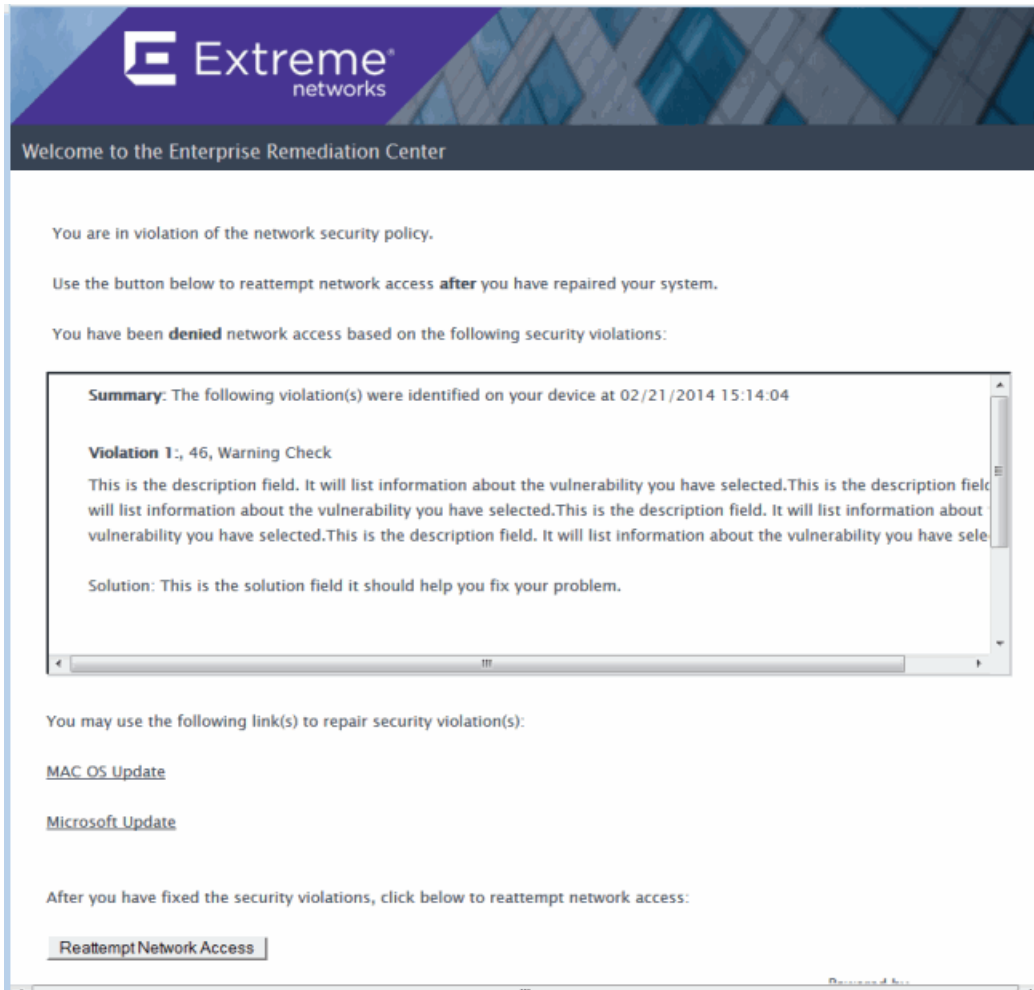 Extreme®
networks
Welcome to the Enterprise Remediation Center
You are in violation of the network security policy.
Use the button below to reattempt network access after you have repaired your system.
You have been denied network access based on the following security violations:
Summary: The following violation(s) were identified on your device at 02/21/2014 15:14:04
Violation 1:, 46, Warning Check
This is the description field. It will list information about the vulnerability you have selected.This is the description field
will list information about the vulnerability you have selected.This is the description field. It will list information about
vulnerability you have selected.This is the description field. It will list information about the vulnerability you have sele
Solution: This is the solution field it should help you fix your problem.
You may use the following link(s) to repair security violation(s):
MAC OS Update
Microsoft Update
After you have fixed the security violations, click below to reattempt network access:
Reattempt Network Access